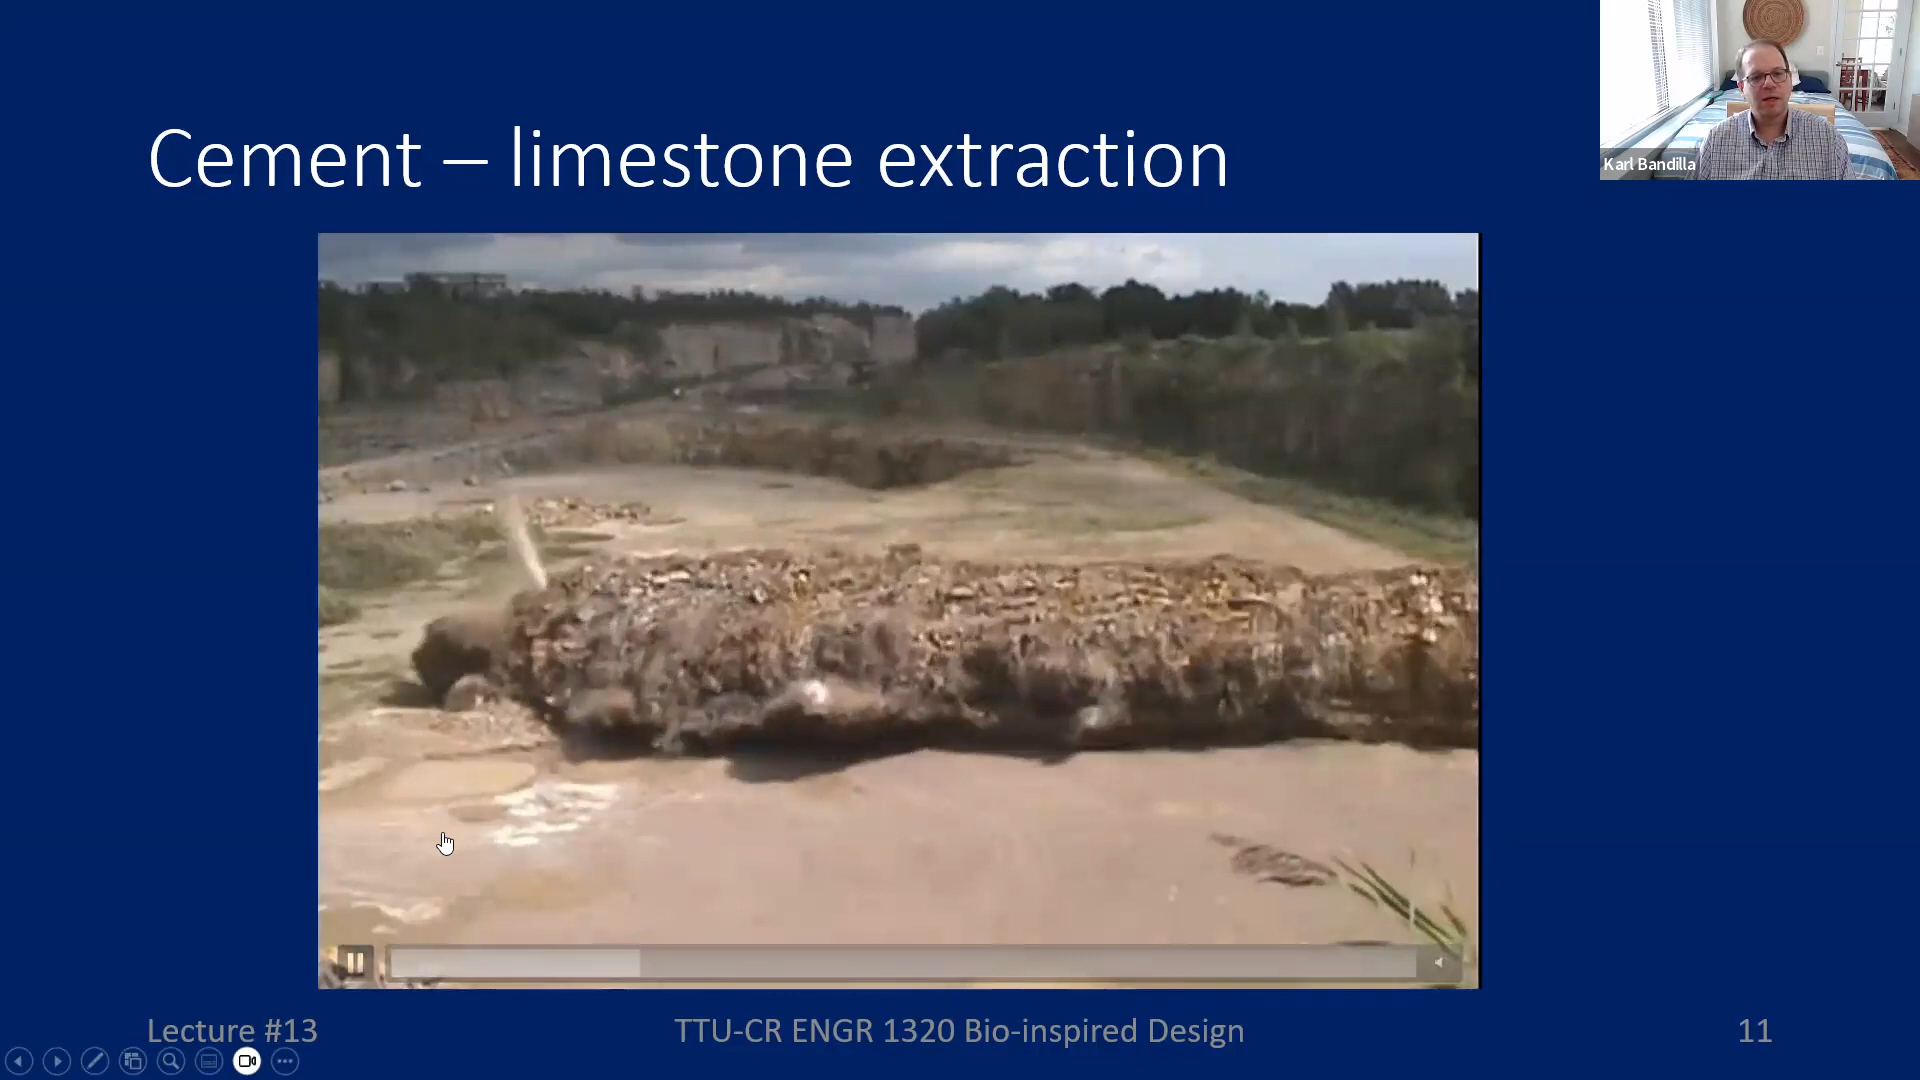 Cement – limestone extraction
Karl Bandilla
Lecture #13
TTU-CR ENGR 1320 Bio-inspired Design
11